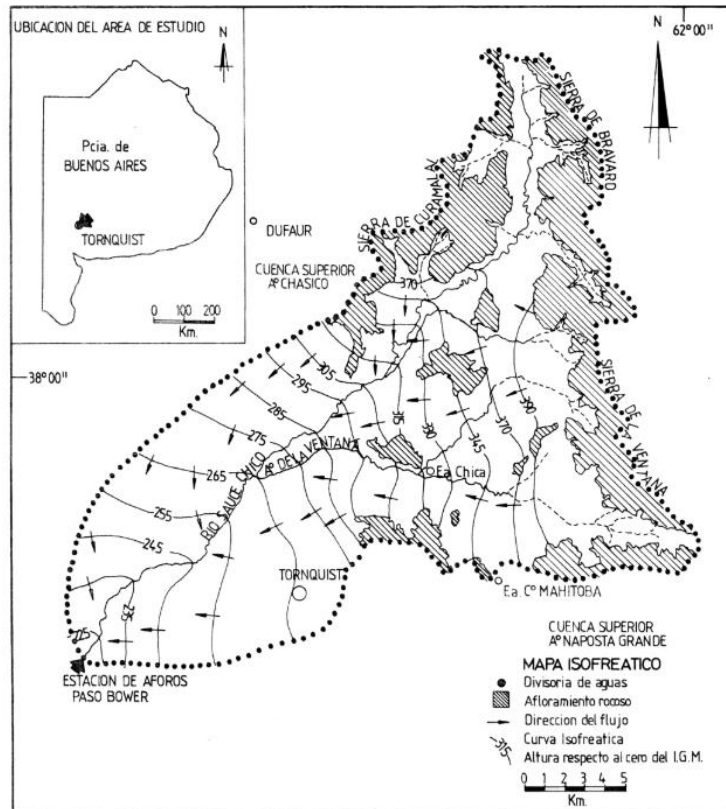 UBICACION DEL AREA DE ESTUDIO
N
Pcia. de
BUENOS AIRES
TORNQUIST
0 100 200
Km.
62°00"
N
SIERRA DE BRAVARD
SIERRA DE CURAMALAL
DUFAUR
CUENCA SUPERIOR
Aº CHASICO
370
38°00"
305
295
285
275
265
255
245
235
225
315
330
345
370
390
SIERRA DE L VENTANA
RIO SAUCE CHICO
Aº DE LA VENTANA
Ea Chica
TORNQUIST
Ea. Cº MAHITOBA
ESTACION DE AFOROS
PASO BOWER
CUENCA SUPERIOR
Aº NAPOSTA GRANDE
MAPA ISOFREATICO
Divisoria de aguas
Afloramiento rocoso
Direccion del flujo
Curva Isofreatica
315
Altura respecto al cero del I.G.M.
0 1 2 3 4 5
Km.